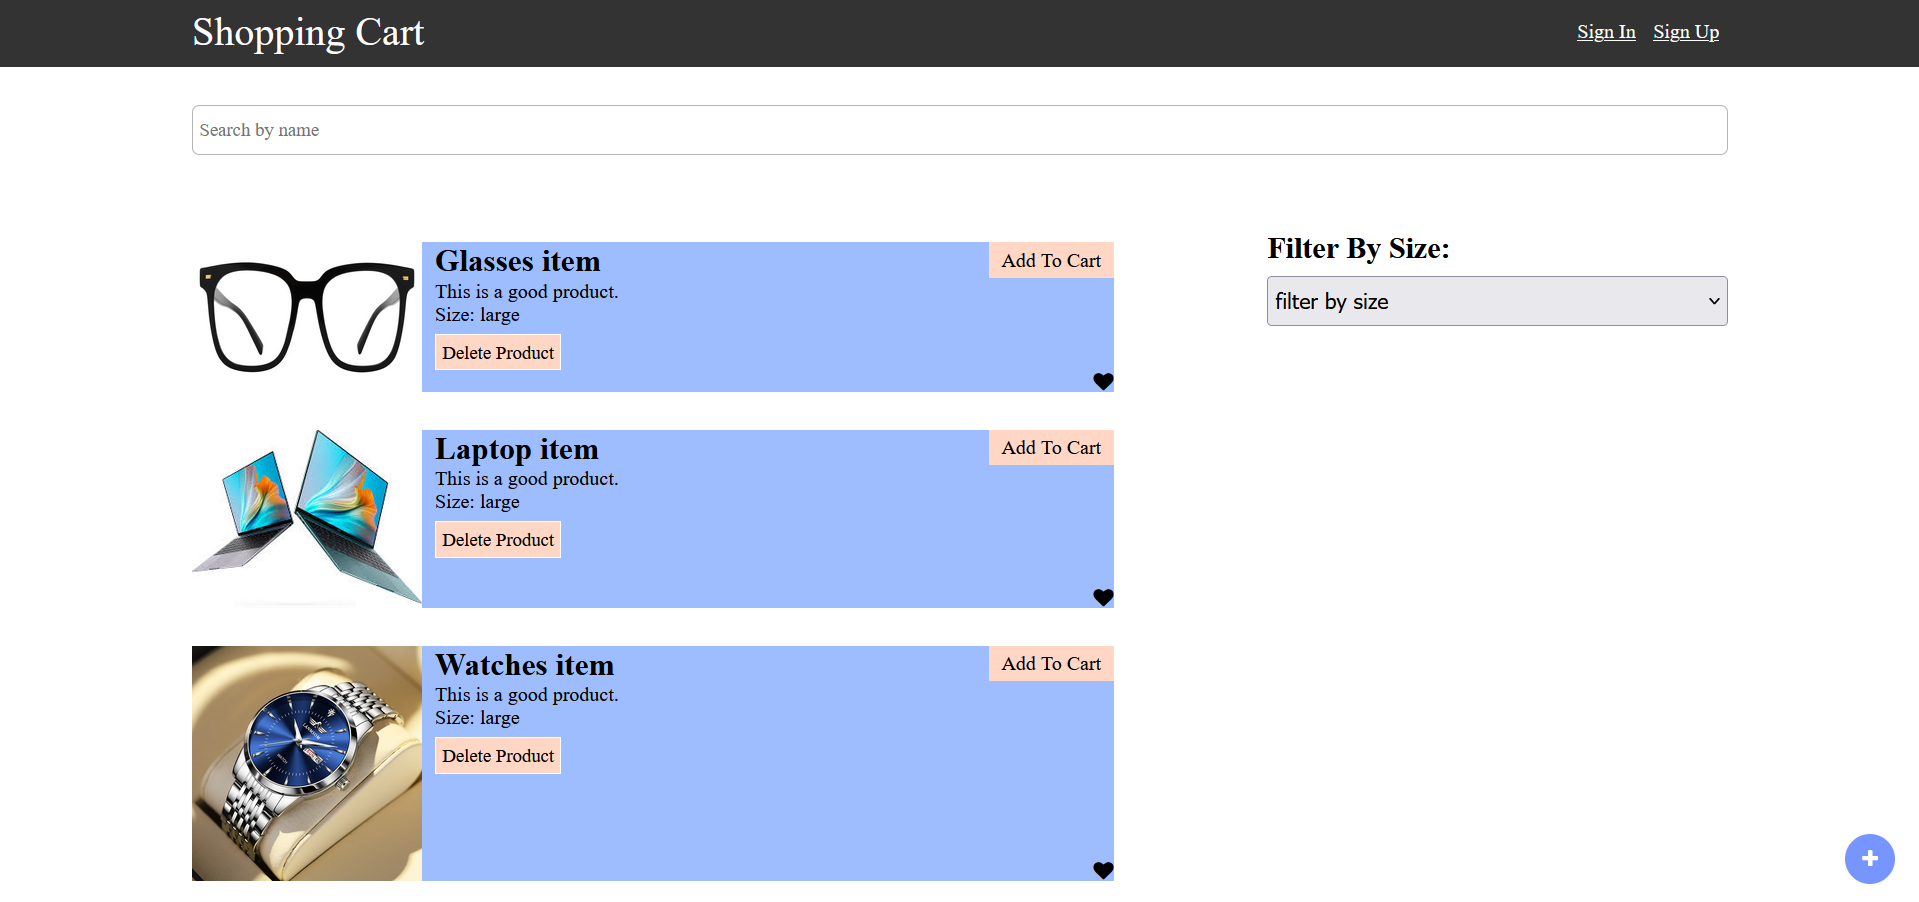 Shopping Cart
Sign In Sign Up
Search by name
Glasses item
Add To Cart
This is a good product.
Size: large
Delete Product
Filter By Size:
filter by size
Laptop item
Add To Cart
This is a good product.
Size: large
Delete Product
Watches item
Add To Cart
This is a good product.
Size: large
Delete Product